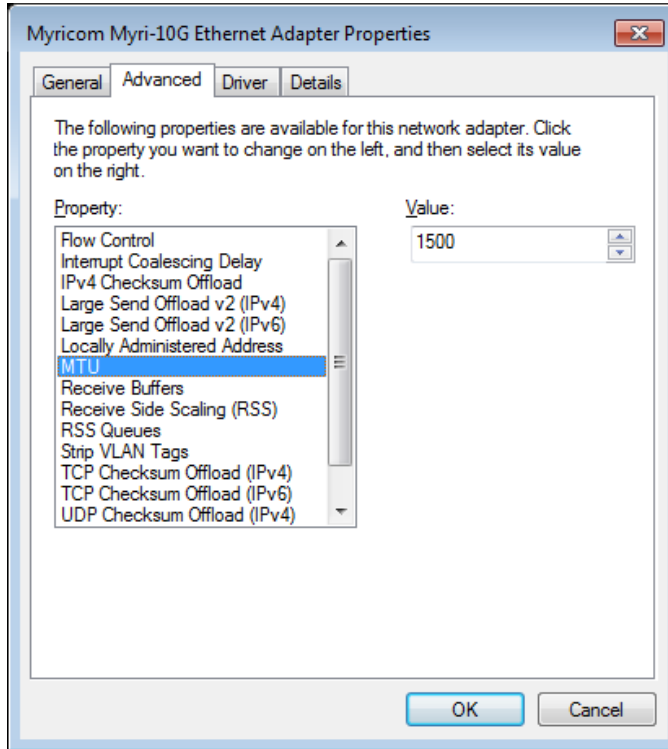 Myricom Myri-10G Ethernet Adapter Properties
General Advanced Driver Details
The following properties are available for this network adapter. Click
the property you want to change on the left, and then select its value
on the right.
Property: Value:
Flow Control 1500
Interrupt Coalescing Delay
IPv4 Checksum Offload
Large Send Offload v2 (IPv4)
Large Send Offload v2 (IPv6)
Locally Administered Address
MTU
Receive Buffers
Receive Side Scaling (RSS)
RSS Queues
Strip VLAN Tags
TCP Checksum Offload (IPv4)
TCP Checksum Offload (IPv6)
UDP Checksum Offload (IPv4)
OK Cancel